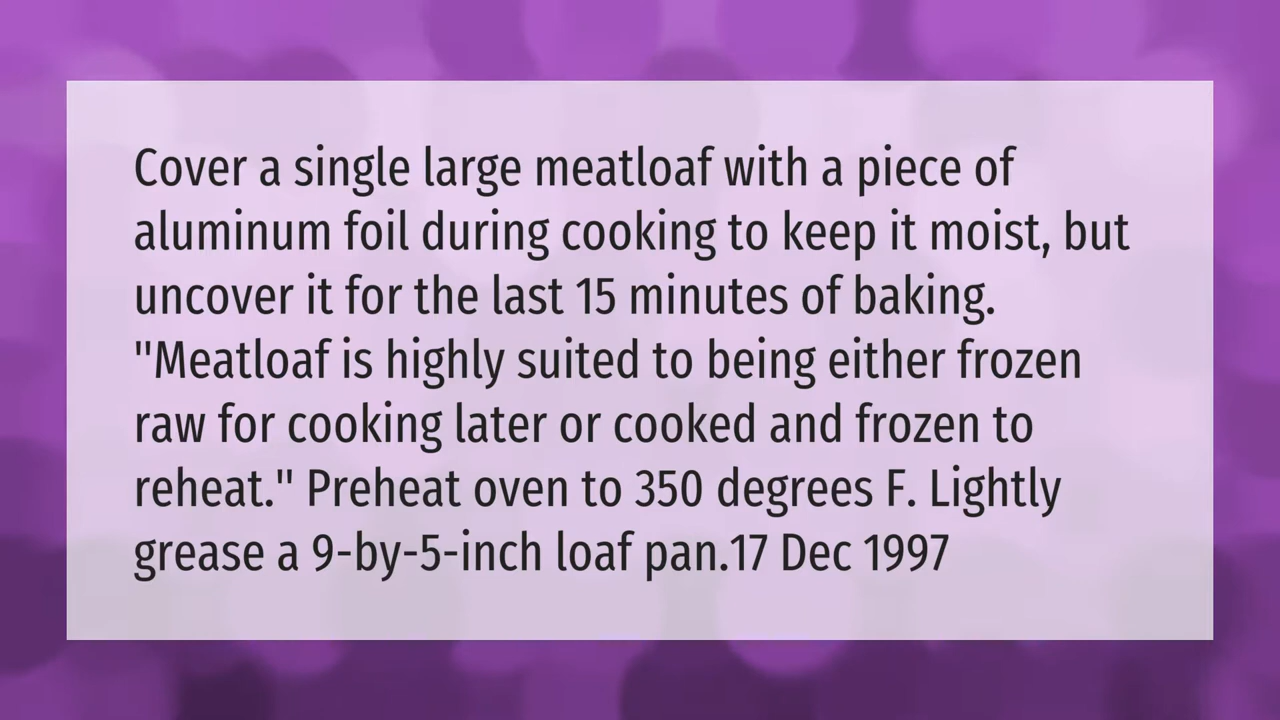 Cover a single large meatloaf with a piece of
aluminum foil during cooking to keep it moist, but
uncover it for the last 15 minutes of baking.
"Meatloaf is highly suited to being either frozen
raw for cooking later or cooked and frozen to
reheat." Preheat oven to 350 degrees F. Lightly
grease a 9-by-5-inch loaf pan.17 Dec 1997